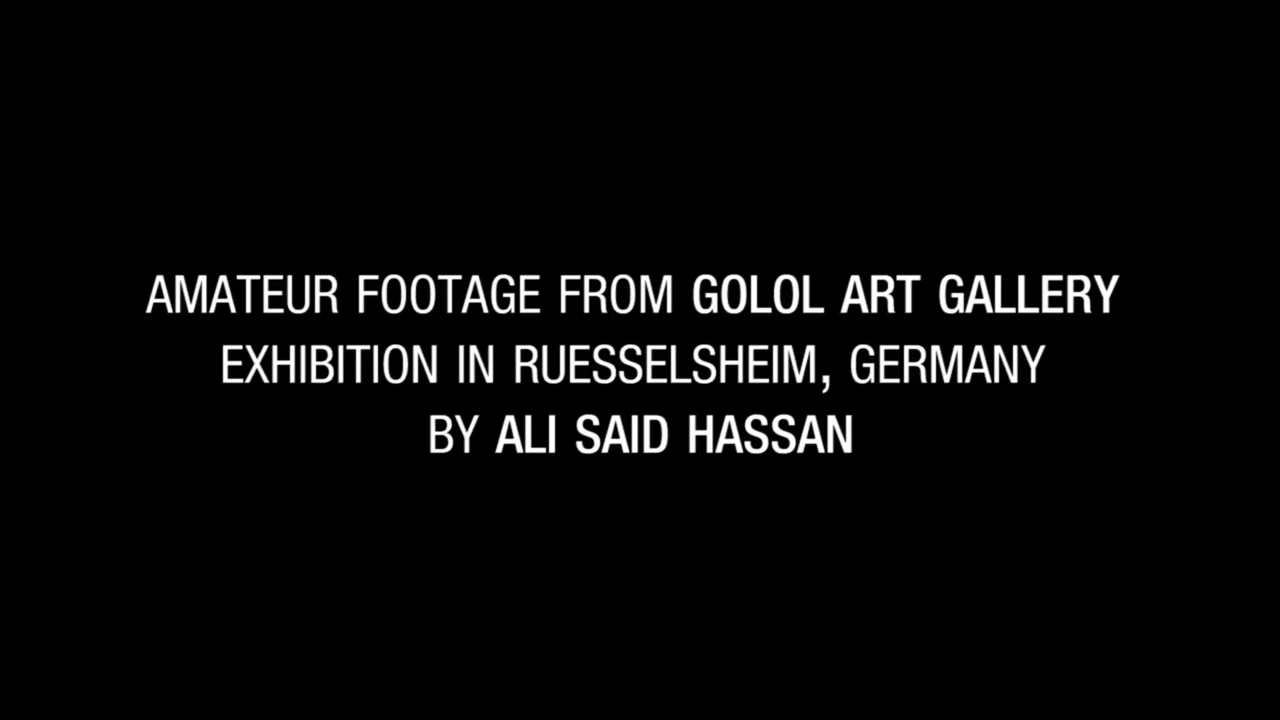 AMATEUR FOOTAGE FROM GOLOL ART GALLERY
EXHIBITION IN RUESSELSHEIM, GERMANY
BY ALI SAID HASSAN